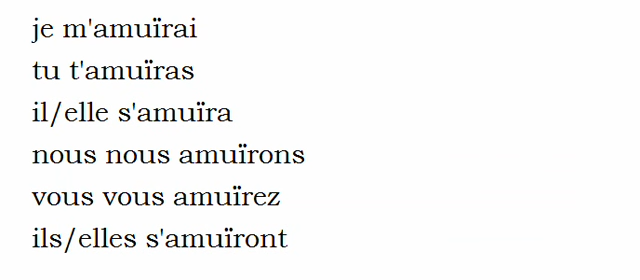 je m'amuïrai
tu t'amuïras
il/elle s'amuïra
nous nous amuïrons
vous vous amuïrez
ils/elles s'amuïront